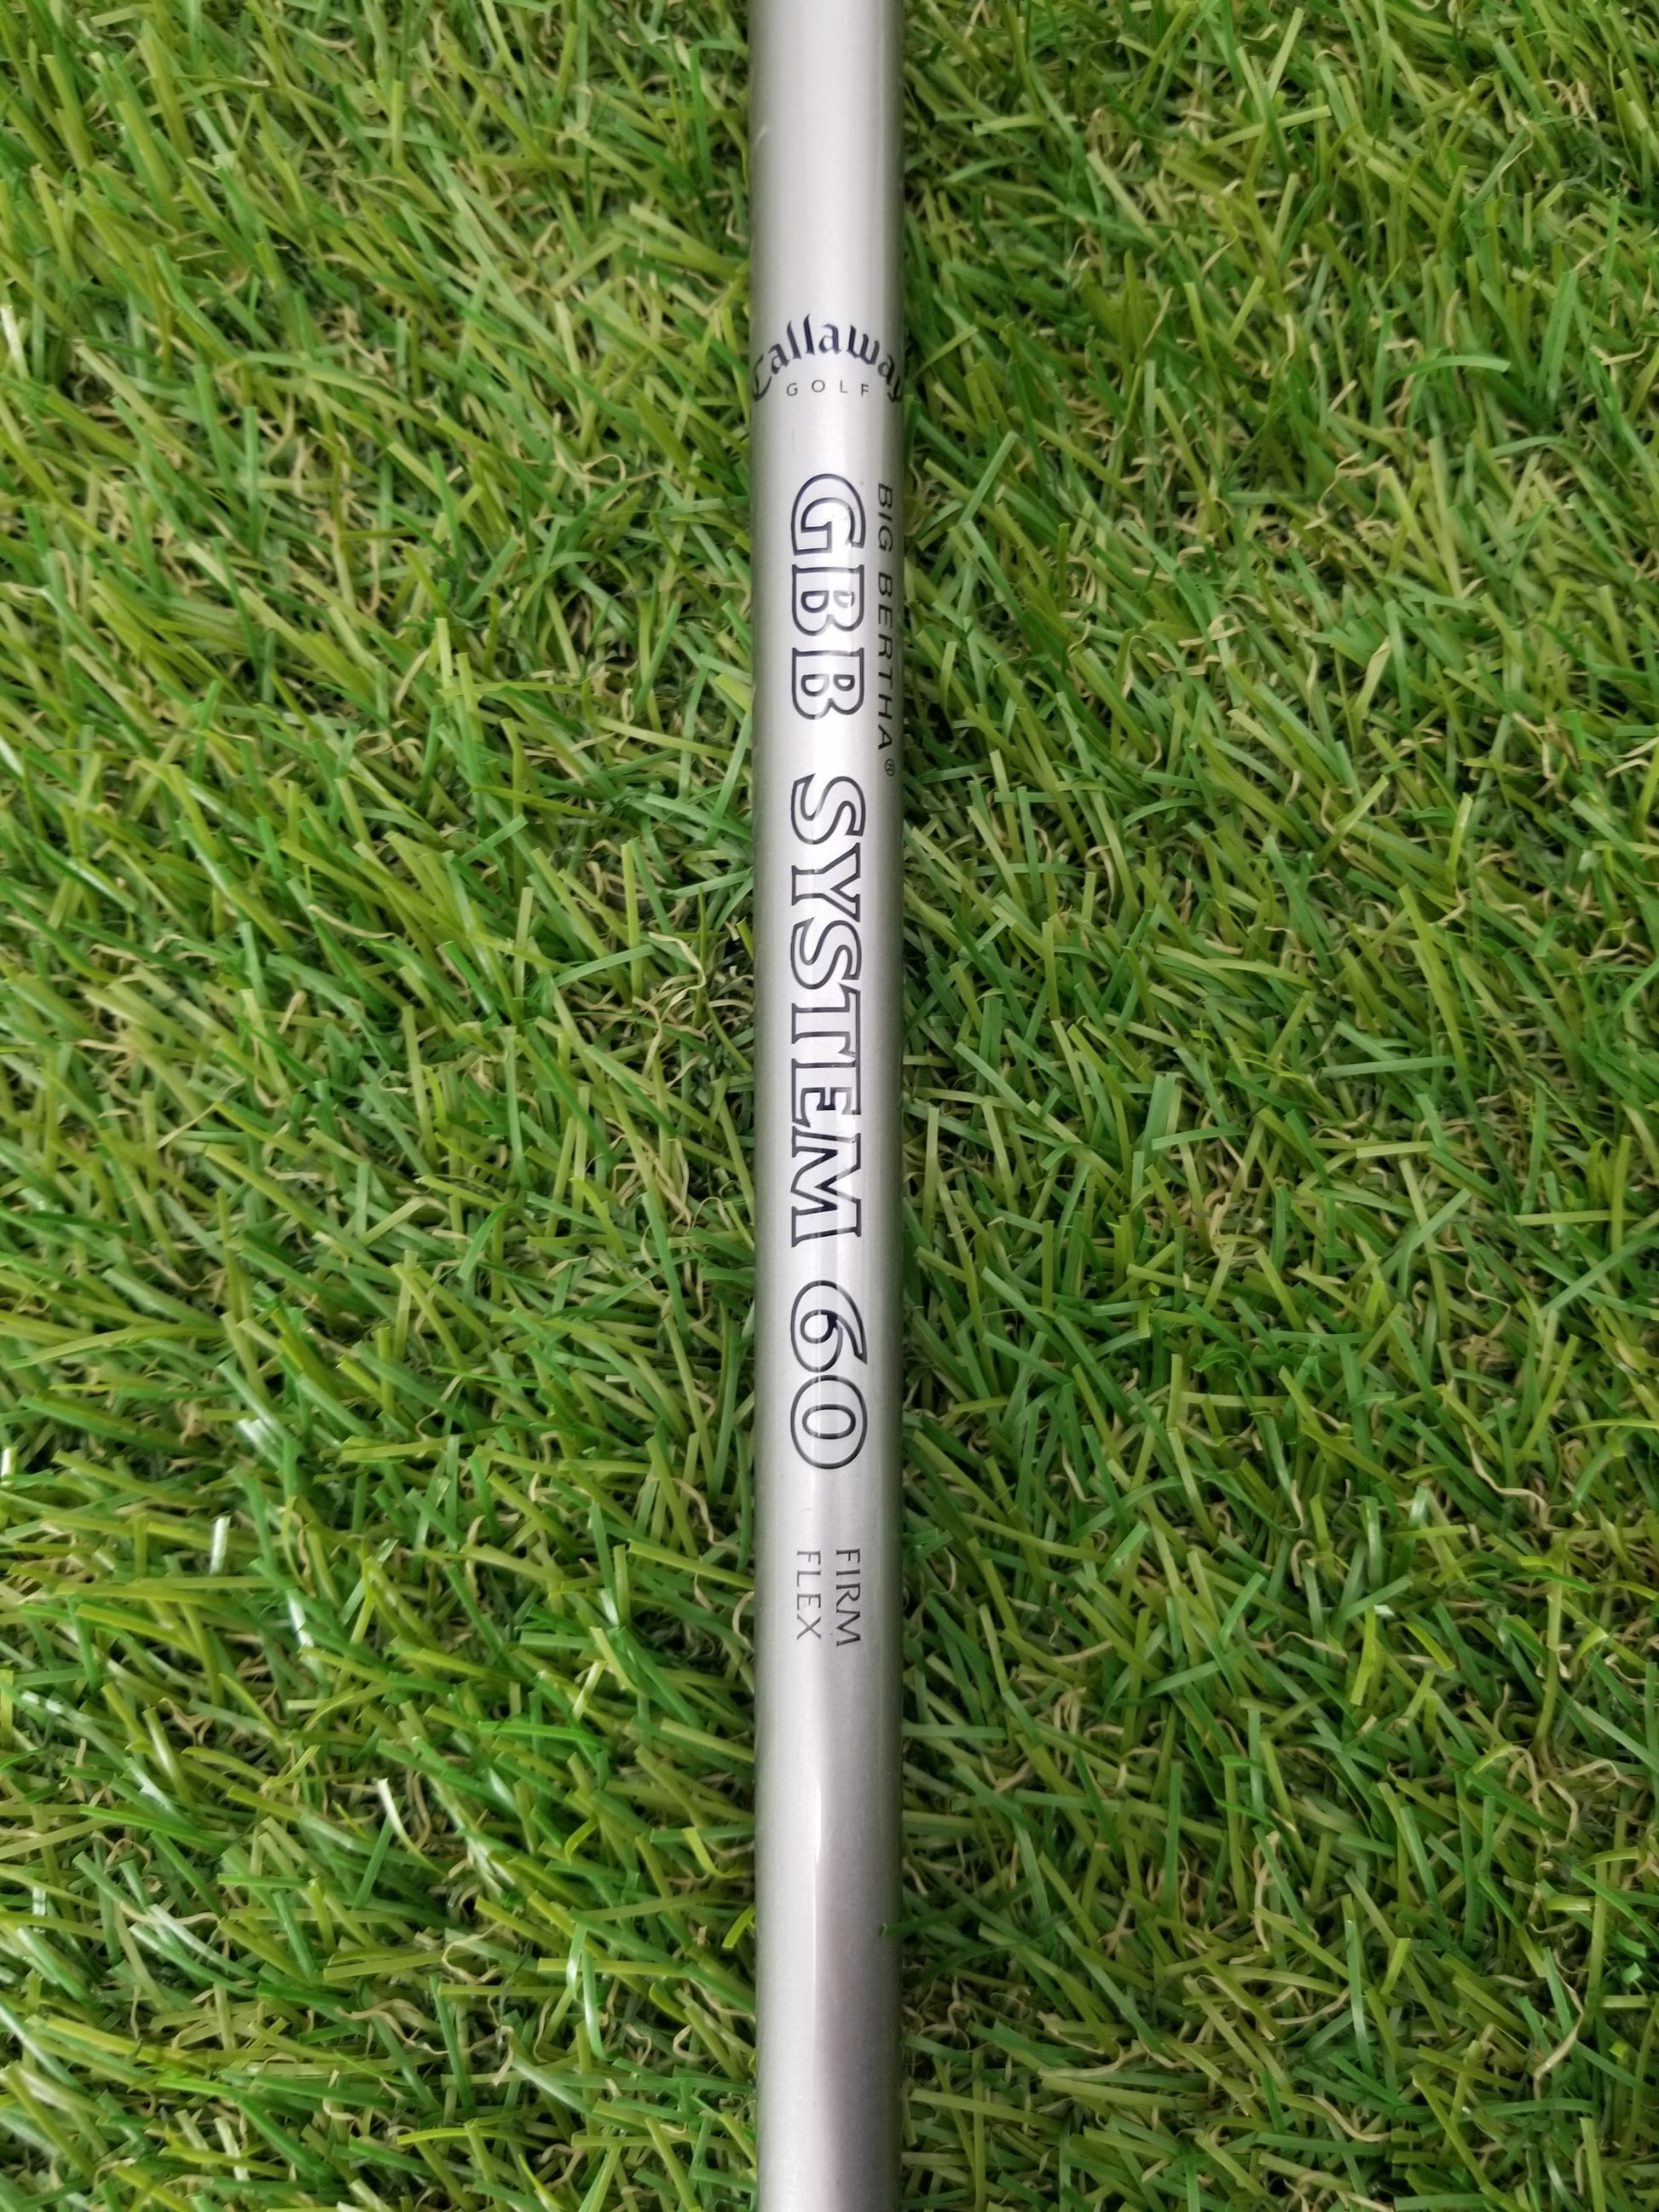 Callaway
GOLF
BIG BERTHA®
GBB SYSTEM 60
FIRM
FLEX